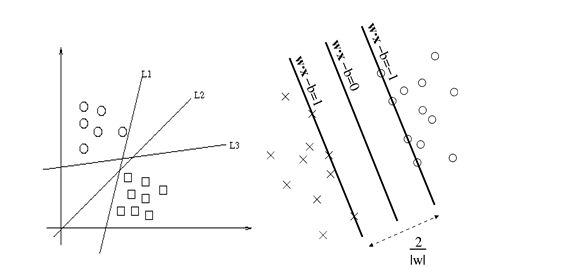 L1
L2
L3
w·x –b=1
w·x –b=0
w·x –b=-1
2
|w|